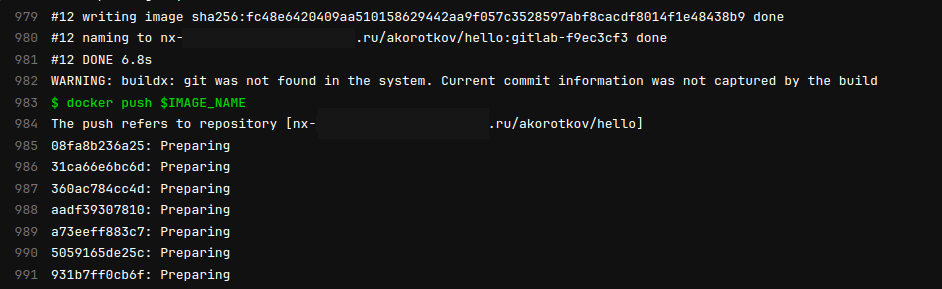 979 #12 writing image sha256:fc48e6420409aa510158629442aa9f057c3528597abf8cacdf8014f1e48438b9 done
980 #12 naming to nx- .ru/akorotkov/hello:gitlab-f9ec3cf3 done
981 #12 DONE 6.8s
982 WARNING: buildx: git was not found in the system. Current commit information was not captured by the build
983 $ docker push $IMAGE_NAME
984 The push refers to repository [nx- .ru/akorotkov/hello]
985 08fa8b236a25: Preparing
986 31ca66e6bc6d: Preparing
987 360ac784cc4d: Preparing
988 aadf39307810: Preparing
989 a73eeff883c7: Preparing
990 5059165de25c: Preparing
991 931b7ff0cb6f: Preparing